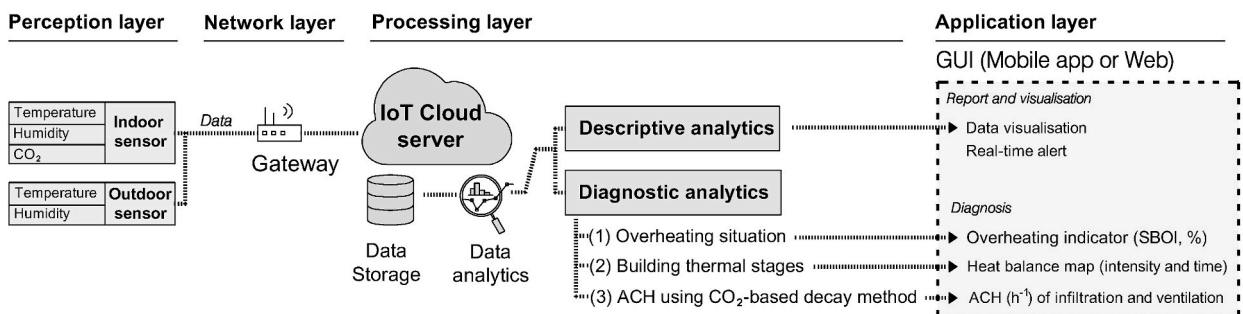 Perception layer
Network layer
Processing layer
Application layer
GUI (Mobile app or Web)
Temperature
Humidity
CO₂
Indoor
sensor
Temperature
Humidity
Outdoor
sensor
Data
Gateway
IoT Cloud
server
Data
Storage
Data
analytics
Descriptive analytics
Diagnostic analytics
(1) Overheating situation
(2) Building thermal stages
(3) ACH using CO₂-based decay method
Report and visualisation
Data visualisation
Real-time alert
Diagnosis
Overheating indicator (SBOI, %)
Heat balance map (intensity and time)
ACH (h⁻¹) of infiltration and ventilation